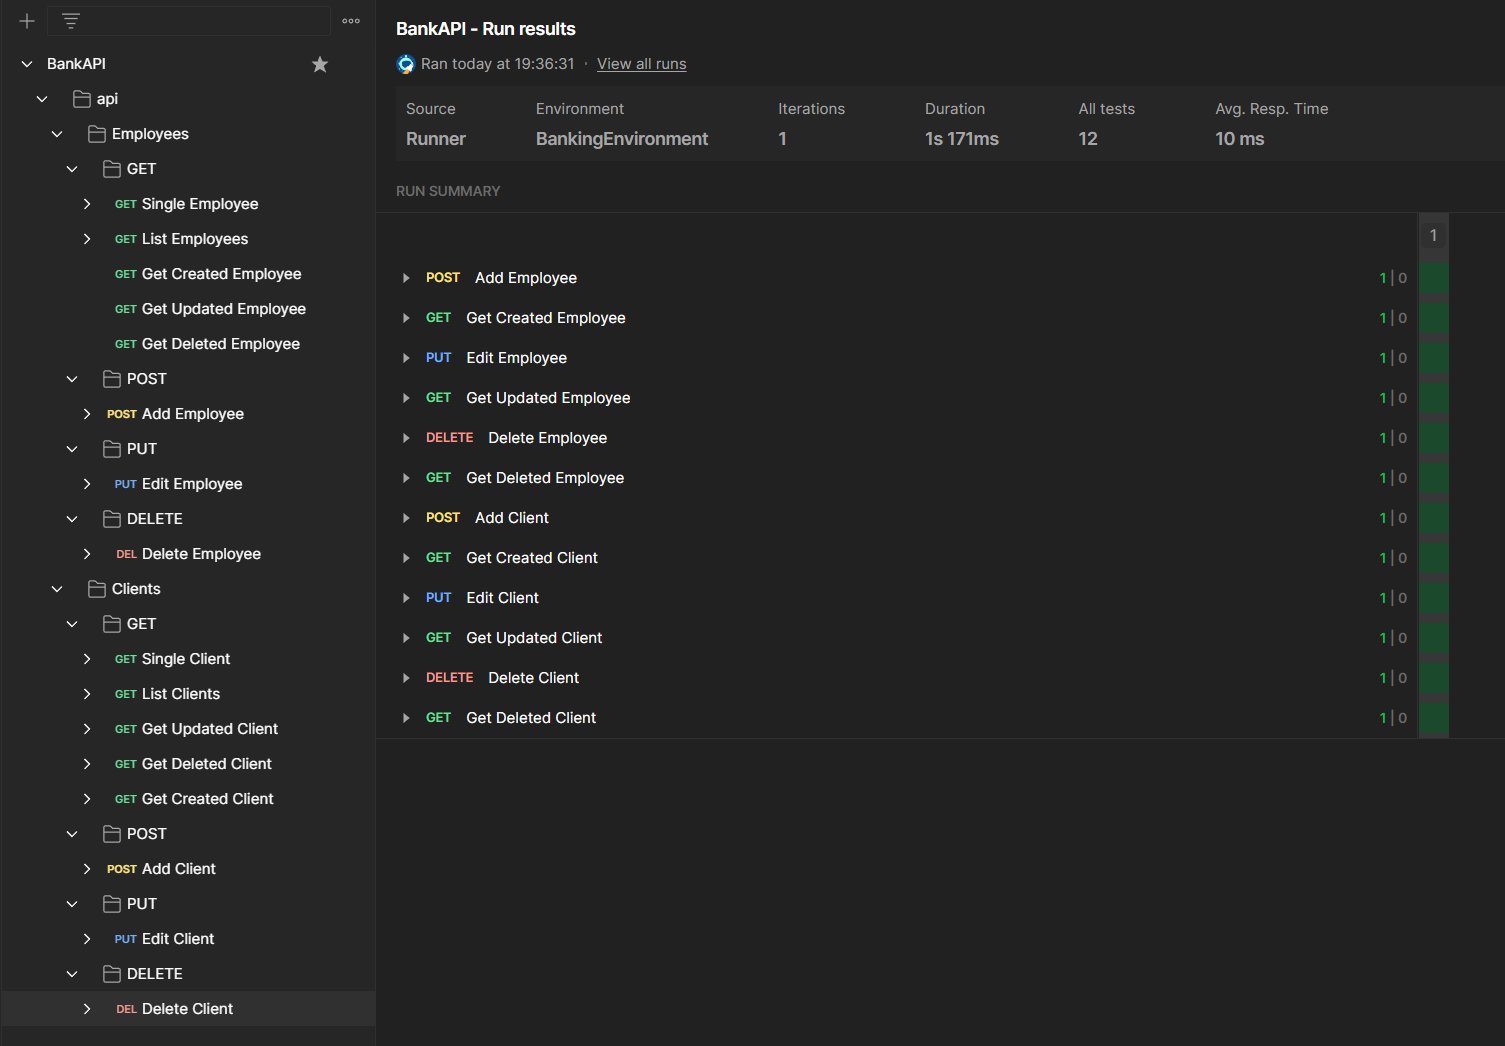 BankAPI
api
Employees
GET
GET Single Employee
GET List Employees
GET Get Created Employee
GET Get Updated Employee
GET Get Deleted Employee
POST
POST Add Employee
PUT
PUT Edit Employee
DELETE
DEL Delete Employee
Clients
GET
GET Single Client
GET List Clients
GET Get Updated Client
GET Get Deleted Client
GET Get Created Client
POST
POST Add Client
PUT
PUT Edit Client
DELETE
DEL Delete Client
BankAPI - Run results
Ran today at 19:36:31 · View all runs
Source Environment Iterations Duration All tests Avg. Resp. Time
Runner BankingEnvironment 1 1s 171ms 12 10 ms
RUN SUMMARY
1
POST Add Employee 1 | 0
GET Get Created Employee 1 | 0
PUT Edit Employee 1 | 0
GET Get Updated Employee 1 | 0
DELETE Delete Employee 1 | 0
GET Get Deleted Employee 1 | 0
POST Add Client 1 | 0
GET Get Created Client 1 | 0
PUT Edit Client 1 | 0
GET Get Updated Client 1 | 0
DELETE Delete Client 1 | 0
GET Get Deleted Client 1 | 0